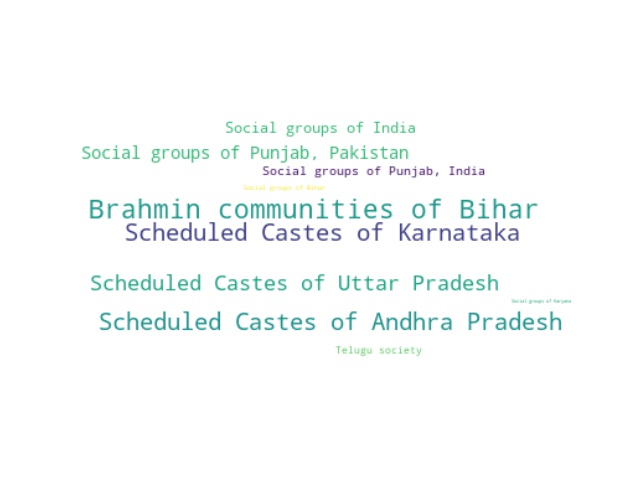 Social groups of India
Social groups of Punjab, Pakistan
Social groups of Punjab, India
Social groups of Bihar
Brahmin communities of Bihar
Scheduled Castes of Karnataka
Scheduled Castes of Uttar Pradesh
Social groups of Haryana
Scheduled Castes of Andhra Pradesh
Telugu society